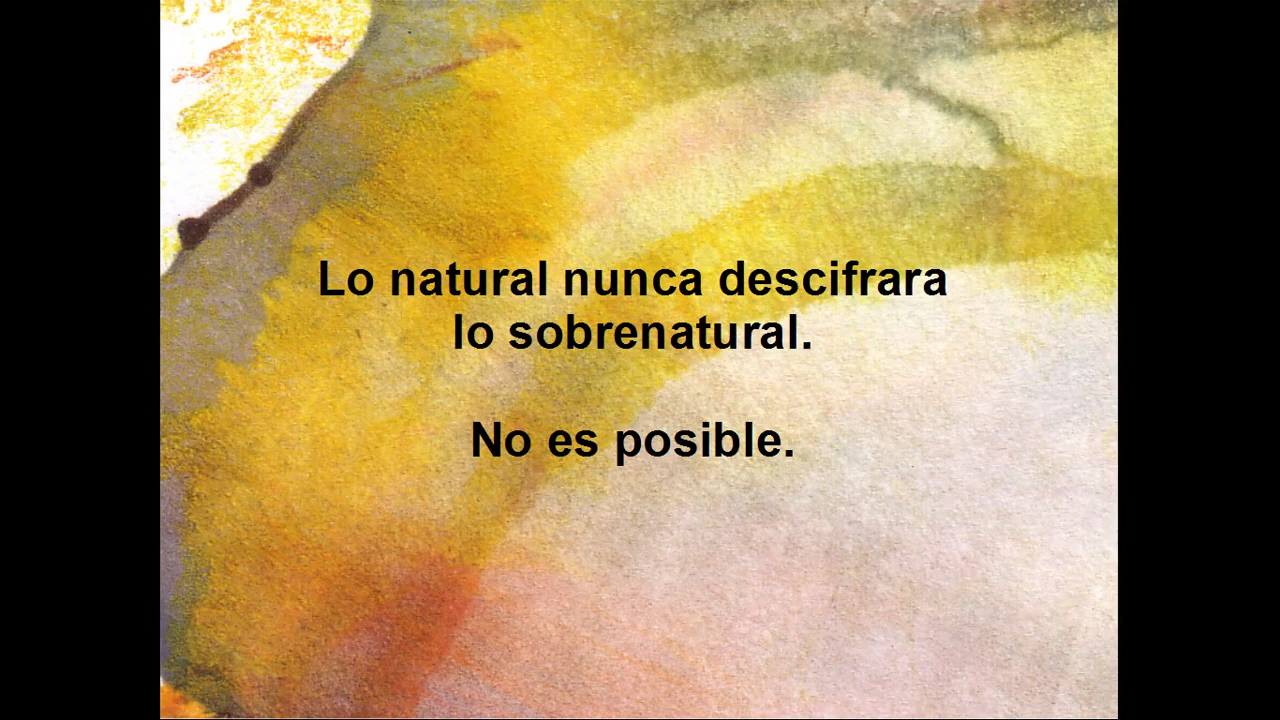 Lo natural nunca descifrara
lo sobrenatural.
No es posible.